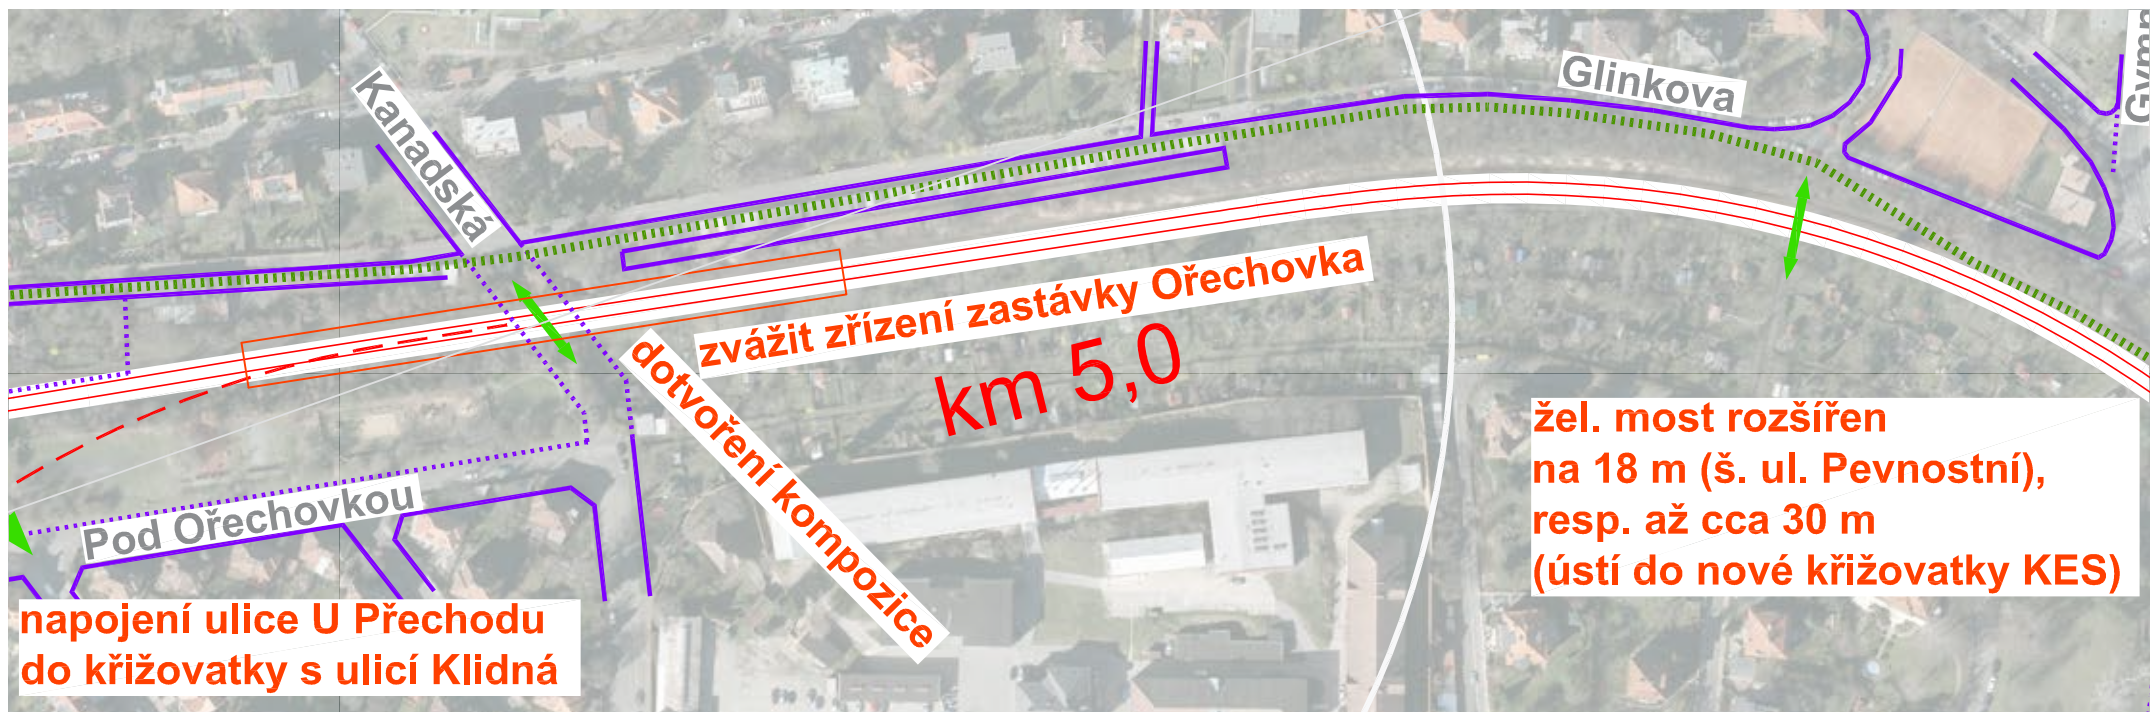 Kanadská
Glinkova
zvážit zřízení zastávky Ořechovka
km 5,0
dotvoření kompozice
Pod Ořechovkou
žel. most rozšířen
na 18 m (š. ul. Pevnostní),
resp. až cca 30 m
(ústí do nové křižovatky KES)
napojení ulice U Přechodu
do křižovatky s ulicí Klidná